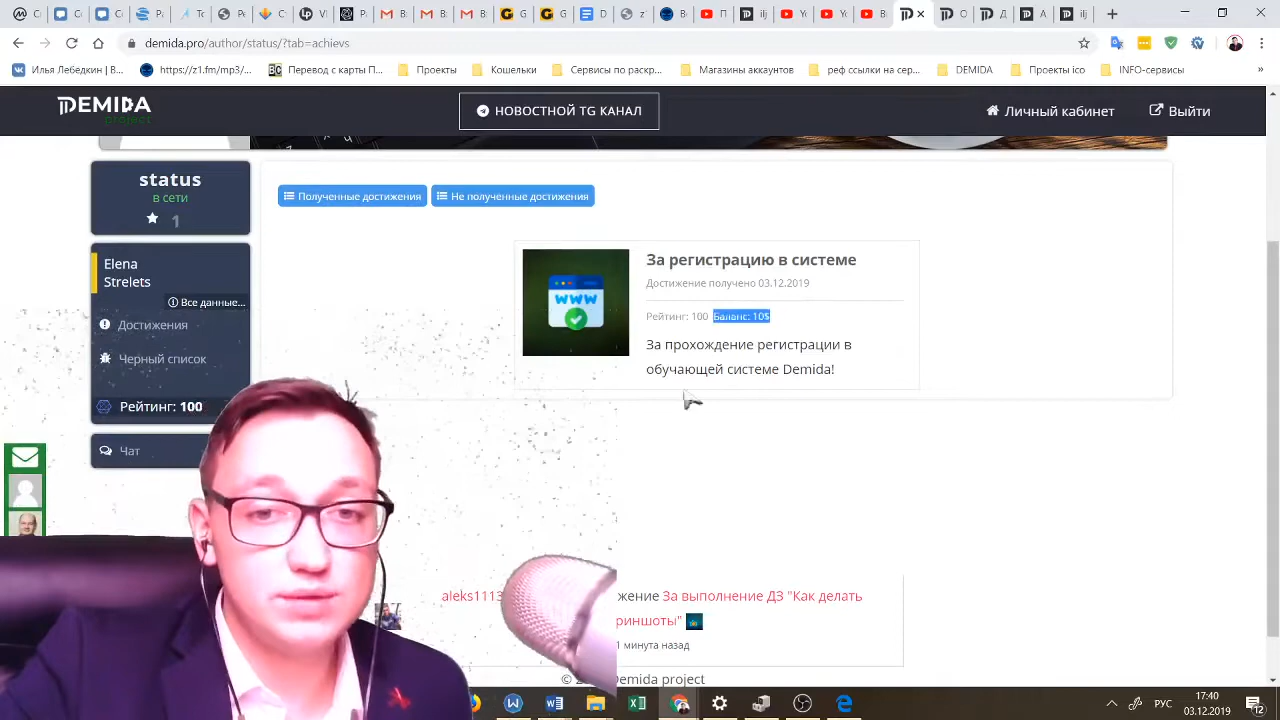 demida.pro/author/status/?tab=achievs
Илья Лебёдкин | В...
https://z1.fm/mp3/...
Перевод с карты П...
Проекты
Кошельки
Сервисы по раскр...
Магазины аккаунтов
реф ссылки на сер...
DEMIDA
Проекты ico
INFO-сервисы
DEMIDA
project
НОВОСТНОЙ TG КАНАЛ
Личный кабинет
Выйти
status
в сети
1
Полученные достижения
Не полученные достижения
Elena
Strelets
Все данные...
Достижения
Черный список
Рейтинг: 100
Чат
За регистрацию в системе
Достижение получено 03.12.2019
Рейтинг: 100 Баланс: 10$
За прохождение регистрации в
обучающей системе Demida!
aleks1113 жение За выполнение ДЗ "Как делать
риншоты"
1 минута назад
Demida project
РУС
17:40
03.12.2019